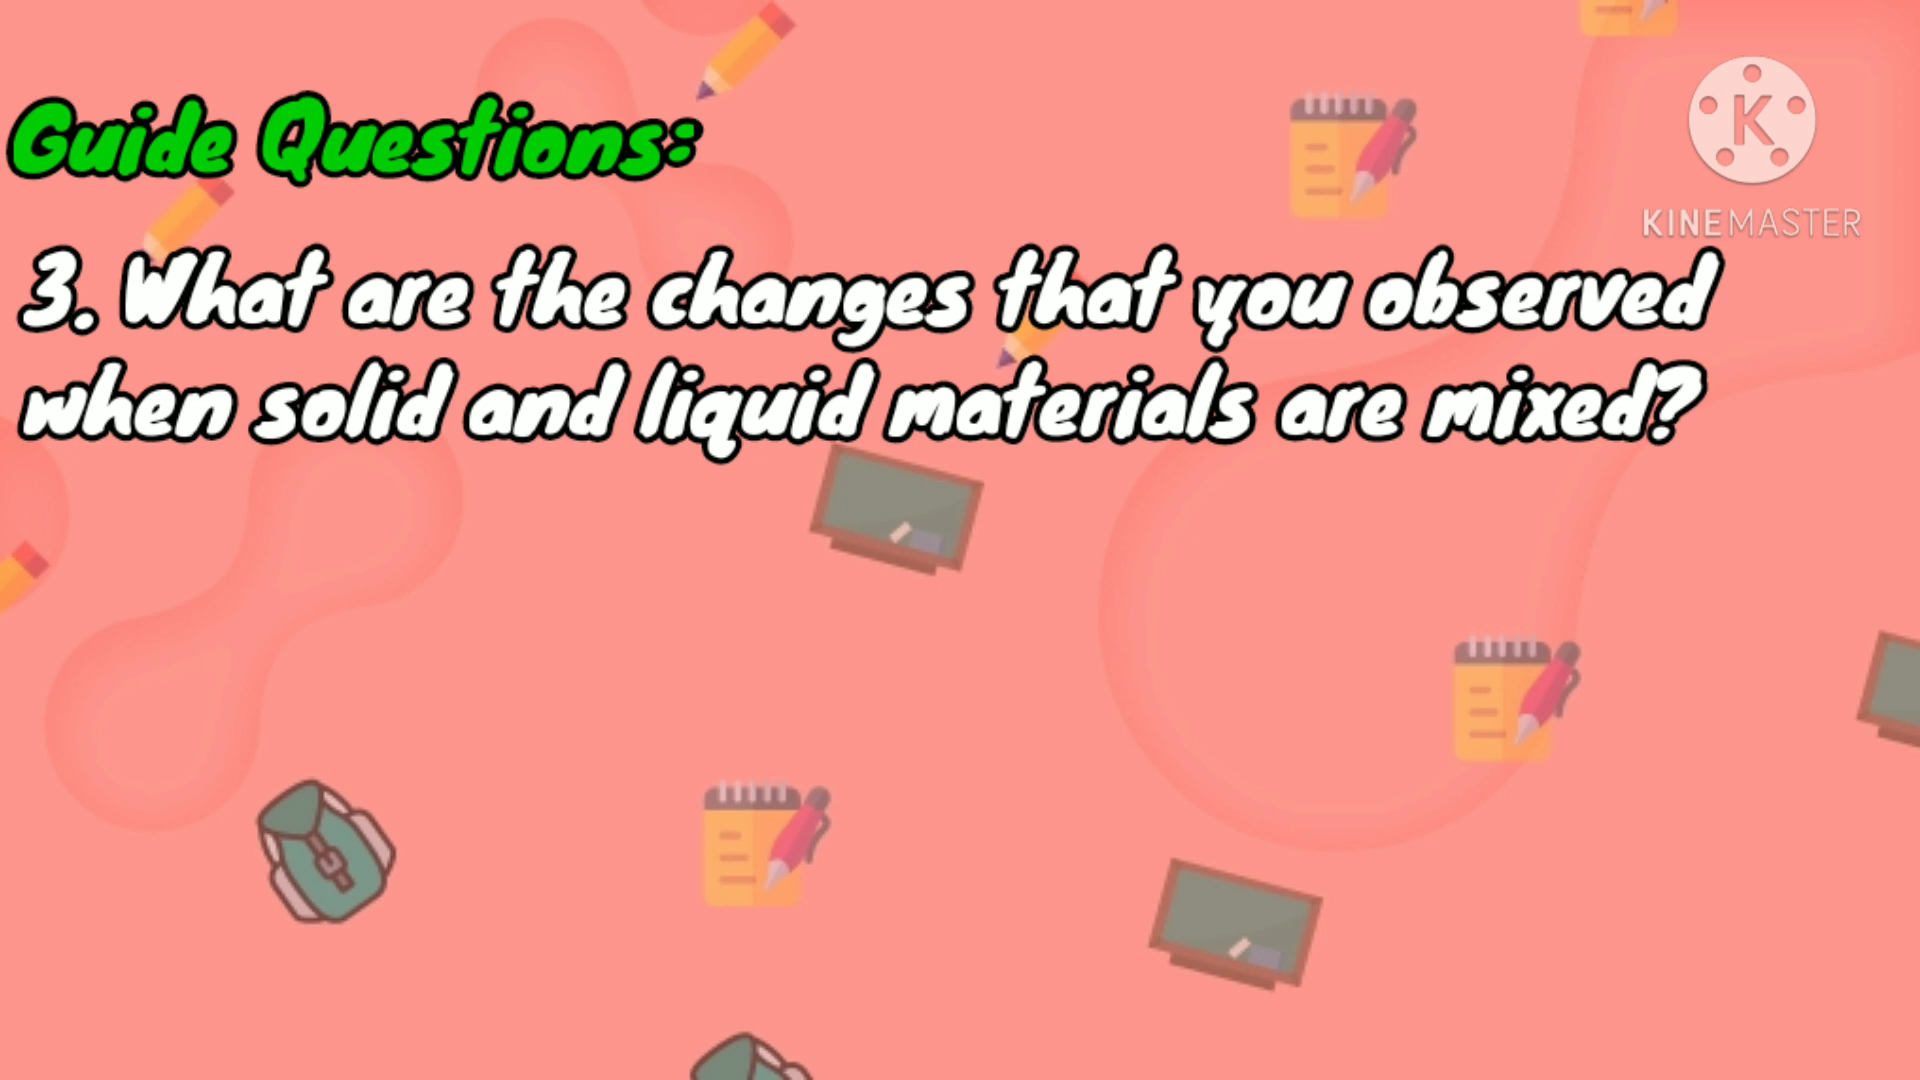 Guide Questions:
KINEMASTER
3. What are the changes that you observed
when solid and liquid materials are mixed?